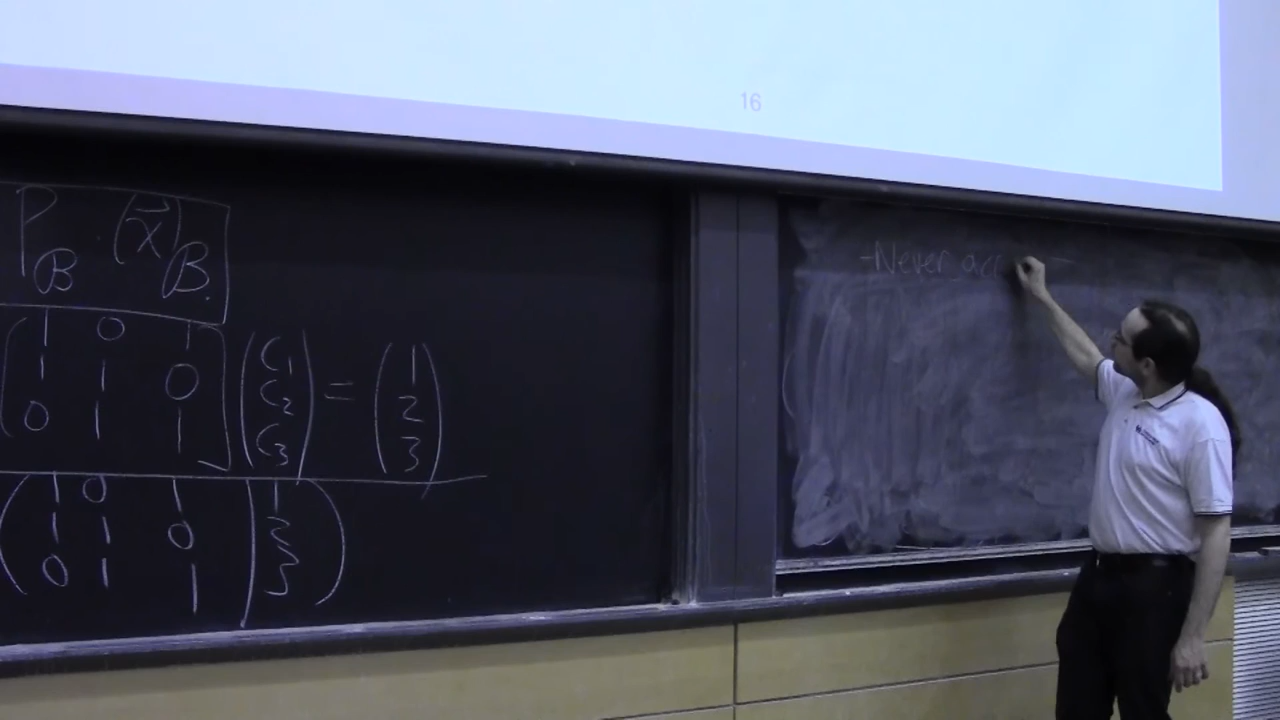 16
P_B (x⃗)_B.
1 0 1
1 1 0
0 1 1
(C1 C2 C3) = (1 2 3)
1 0 1 | 1
1 1 0 | 2
0 1 1 | 3
-Never